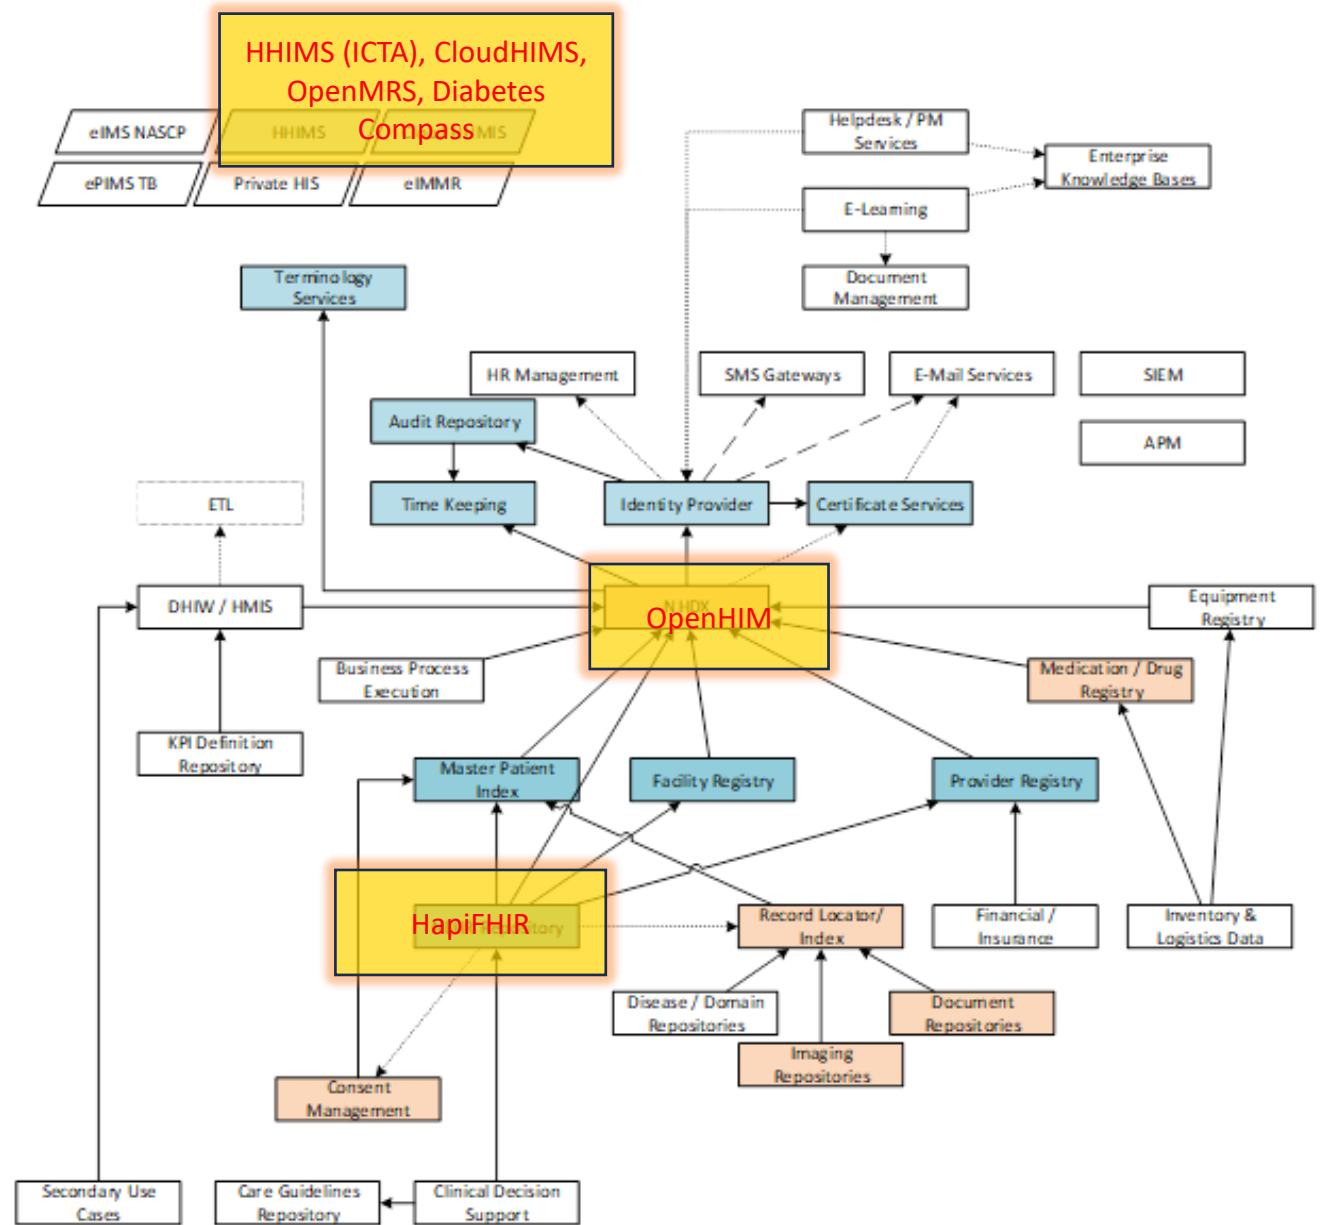 HHIMS (ICTA), CloudHIMS,
OpenMRS, Diabetes
Compass
eIMS NASCP
HHIMS
ePIMS TB
Private HIS
eIMMR
Helpdesk / PM
Services
Enterprise
Knowledge Bases
E-Learning
Document
Management
Terminology
Services
HR Management
SMS Gateways
E-Mail Services
SIEM
Audit Repository
APM
ETL
Time Keeping
Identity Provider
Certificate Services
DHIW / HMIS
NHDX
OpenHIM
Equipment
Registry
Business Process
Execution
Medication / Drug
Registry
KPI Definition
Repository
Master Patient
Index
Facility Registry
Provider Registry
HapiFHIR
Repository
Record Locator/
Index
Financial /
Insurance
Inventory &
Logistics Data
Disease / Domain
Repositories
Document
Repositories
Imaging
Repositories
Consent
Management
Secondary Use
Cases
Care Guidelines
Repository
Clinical Decision
Support